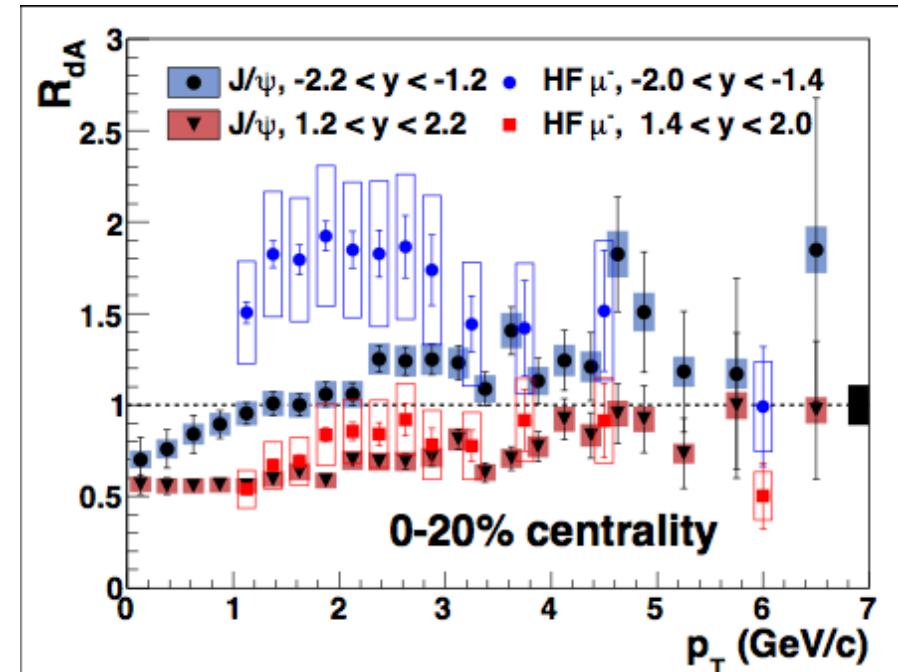 3
R_dA
J/ψ, -2.2 < y < -1.2
HF μ⁻, -2.0 < y < -1.4
J/ψ, 1.2 < y < 2.2
HF μ⁻, 1.4 < y < 2.0
2.5
2
1.5
1
0.5
0-20% centrality
0
0 1 2 3 4 5 6 7
p_T (GeV/c)